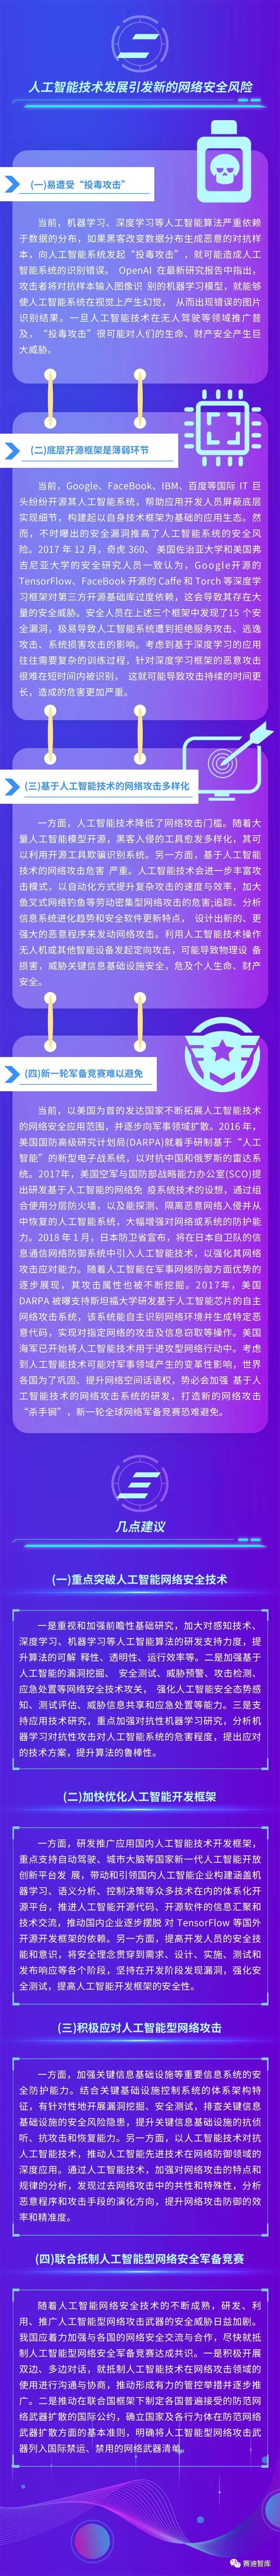 人工智能技术发展引发新的网络安全风险
(一)易遭受“投毒攻击”
当前，机器学习、深度学习等人工智能算法严重依赖
于数据的分布，如果黑客改变数据分布生成恶意的对抗样
本，向人工智能系统发起“投毒攻击”，就可能造成人工
智能系统的识别错误。 OpenAI 在最新研究报告中指出，
攻击者将对抗样本输入图像识 别的机器学习模型，就能够
使人工智能系统在视觉上产生幻觉， 从而出现错误的图片
识别结果。一旦人工智能技术在无人驾驶等领域推广普
及，“投毒攻击”很可能对人们的生命、财产安全产生巨
大威胁。
(二)底层开源框架是薄弱环节
当前，Google、FaceBook、IBM、百度等国际 IT 巨
头纷纷开源其人工智能系统，帮助应用开发人员屏蔽底层
实现细节，构建起以自身技术框架为基础的应用生态。然
而，不时曝出的安全漏洞推高了人工智能系统的安全风
险。2017 年 12 月，奇虎 360、 美国佐治亚大学和美国弗
吉尼亚大学的安全研究人员一致认为，Google开源的
TensorFlow、FaceBook 开源的 Caffe 和 Torch 等深度学
习框架对第三方开源基础库过度依赖，这会导致其存在大
量的安全威胁。安全人员在上述三个框架中发现了15 个安
全漏洞，极易导致人工智能系统遭到拒绝服务攻击、逃逸
攻击、系统损害攻击的影响。考虑到基于深度学习的应用
往往需要复杂的训练过程，针对深度学习框架的恶意攻击
很难在短时间内被识别， 这就可能导致攻击持续的时间更
长，造成的危害更加严重。
(三)基于人工智能技术的网络攻击多样化
一方面，人工智能技术降低了网络攻击门槛。随着大
量人工智能模型开源，黑客入侵的工具愈发多样化，其可
以利用开源工具欺骗识别系统。另一方面，基于人工智能
技术的网络攻击危害 严重。人工智能技术会进一步丰富攻
击模式，以自动化方式提升复杂攻击的速度与效率，加大
鱼叉式网络钓鱼等劳动密集型网络攻击的危害;追踪、分析
信息系统进化趋势和安全软件更新特点， 设计出新的、更
强大的恶意程序来发动网络攻击。利用人工智能技术操作
无人机或其他智能设备发起定向攻击，可能导致物理设 备
损害，威胁关键信息基础设施安全，危及个人生命、财产
安全。
(四)新一轮军备竞赛难以避免
当前，以美国为首的发达国家不断拓展人工智能技术
的网络安全应用范围，并逐步向军事领域扩散。2016 年，
美国国防高级研究计划局(DARPA)就着手研制基于“人工
智能”的新型电子战系统，以对抗中国和俄罗斯的雷达系
统。2017年，美国空军与国防部战略能力办公室(SCO)提
出研发基于人工智能的网络免 疫系统技术的设想，通过组
合使用分层防火墙，以及能探测、隔离恶意网络入侵并从
中恢复的人工智能系统，大幅增强对网络或系统的防护能
力。2018 年 1 月，日本防卫省宣布，将在日本自卫队的信
息通信网络防御系统中引入人工智能技术，以强化其网络
攻击应对能力。随着人工智能在军事网络防御方面优势的
逐步展现，其攻击属性也被不断挖掘。2017年，美国
DARPA 被曝支持斯坦福大学研发基于人工智能芯片的自主
网络攻击系统，该系统能自主识别网络环境并生成特定恶
意代码，实现对指定网络的攻击及信息窃取等操作。美国
海军已开始将人工智能技术用于进攻型网络行动中。考虑
到人工智能技术可能对军事领域产生的变革性影响，世界
各国为了巩固、提升网络空间话语权，势必会加强 基于人
工智能技术的网络攻击系统的研发，打造新的网络攻击
“杀手锏”，新一轮全球网络军备竞赛恐难避免。
几点建议
(一)重点突破人工智能网络安全技术
一是重视和加强前瞻性基础研究，加大对感知技术、
深度学习、机器学习等人工智能算法的研发支持力度，提
升算法的可解 释性、透明性、运行效率等。二是加强基于
人工智能的漏洞挖掘、 安全测试、威胁预警、攻击检测、
应急处置等网络安全技术攻关， 强化人工智能安全态势感
知、测试评估、威胁信息共享和应急处置等能力。三是支
持应用技术研究，重点加强对抗性机器学习研究，分析机
器学习对抗性攻击对人工智能系统的危害程度，提出应对
的技术方案，提升算法的鲁棒性。
(二)加快优化人工智能开发框架
一方面，研发推广应用国内人工智能技术开发框架，
重点支持自动驾驶、城市大脑等国家新一代人工智能开放
创新平台发 展，带动和引领国内人工智能企业构建涵盖机
器学习、语义分析、控制决策等众多技术在内的体系化开
源平台，推进人工智能开源代码、开源软件的信息汇聚和
技术交流，推动国内企业逐步摆脱 对 TensorFlow 等国外
开源开发框架的依赖。另一方面，提高开发人员的安全技
能和意识，将安全理念贯穿到需求、设计、实施、测试和
发布响应等各个阶段，坚持在开发阶段发现漏洞，强化安
全测试，提高人工智能开发框架的安全性。
(三)积极应对人工智能型网络攻击
一方面，加强关键信息基础设施等重要信息系统的安
全防护能力。结合关键基础设施控制系统的体系架构特
征，有针对性地开展漏洞挖掘、安全测试，排查关键信息
基础设施的安全风险隐患，提升关键信息基础设施的抗侦
听、抗攻击和恢复能力。另一方面，以人工智能技术对抗
人工智能技术，推动人工智能先进技术在网络防御领域的
深度应用。通过人工智能技术，加强对网络攻击的特点和
规律的分析，发现过去网络攻击中的共性和特殊性，分析
恶意程序和攻击手段的演化方向，提升网络攻击防御的效
率和精准度。
(四)联合抵制人工智能型网络安全军备竞赛
随着人工智能网络安全技术的不断成熟，研发、利
用、推广人工智能型网络攻击武器的安全威胁日益加剧。
我国应着力加强与各国的网络安全交流与合作，尽快就抵
制人工智能型网络安全军备竞赛达成共识。一是积极开展
双边、多边对话，就抵制人工智能技术在网络攻击领域的
使用进行沟通与协商，推动形成有力的管控举措并逐步推
广。二是推动在联合国框架下制定各国普遍接受的防范网
络武器扩散的国际公约，确立国家及各行为体在防范网络
武器扩散方面的基本准则，明确将人工智能型网络攻击武
器列入国际禁运、禁用的网络武器清单。
赛迪智库